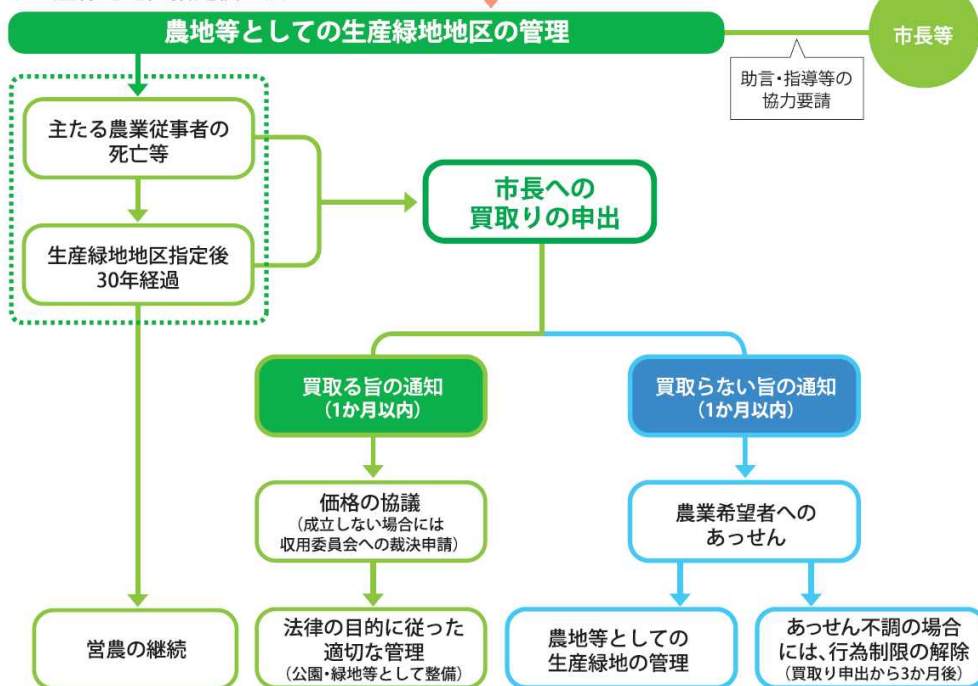 農地等としての生産緑地地区の管理
市長等
助言・指導等の
協力要請
主たる農業従事者の
死亡等
市長への
買取りの申出
生産緑地地区指定後
30年経過
買取る旨の通知
(1か月以内)
買取らない旨の通知
(1か月以内)
価格の協議
(成立しない場合には
収用委員会への裁決申請)
農業希望者への
あっせん
営農の継続
法律の目的に従った
適切な管理
(公園・緑地等として整備)
農地等としての
生産緑地の管理
あっせん不調の場合
には、行為制限の解除
(買取り申出から3か月後)